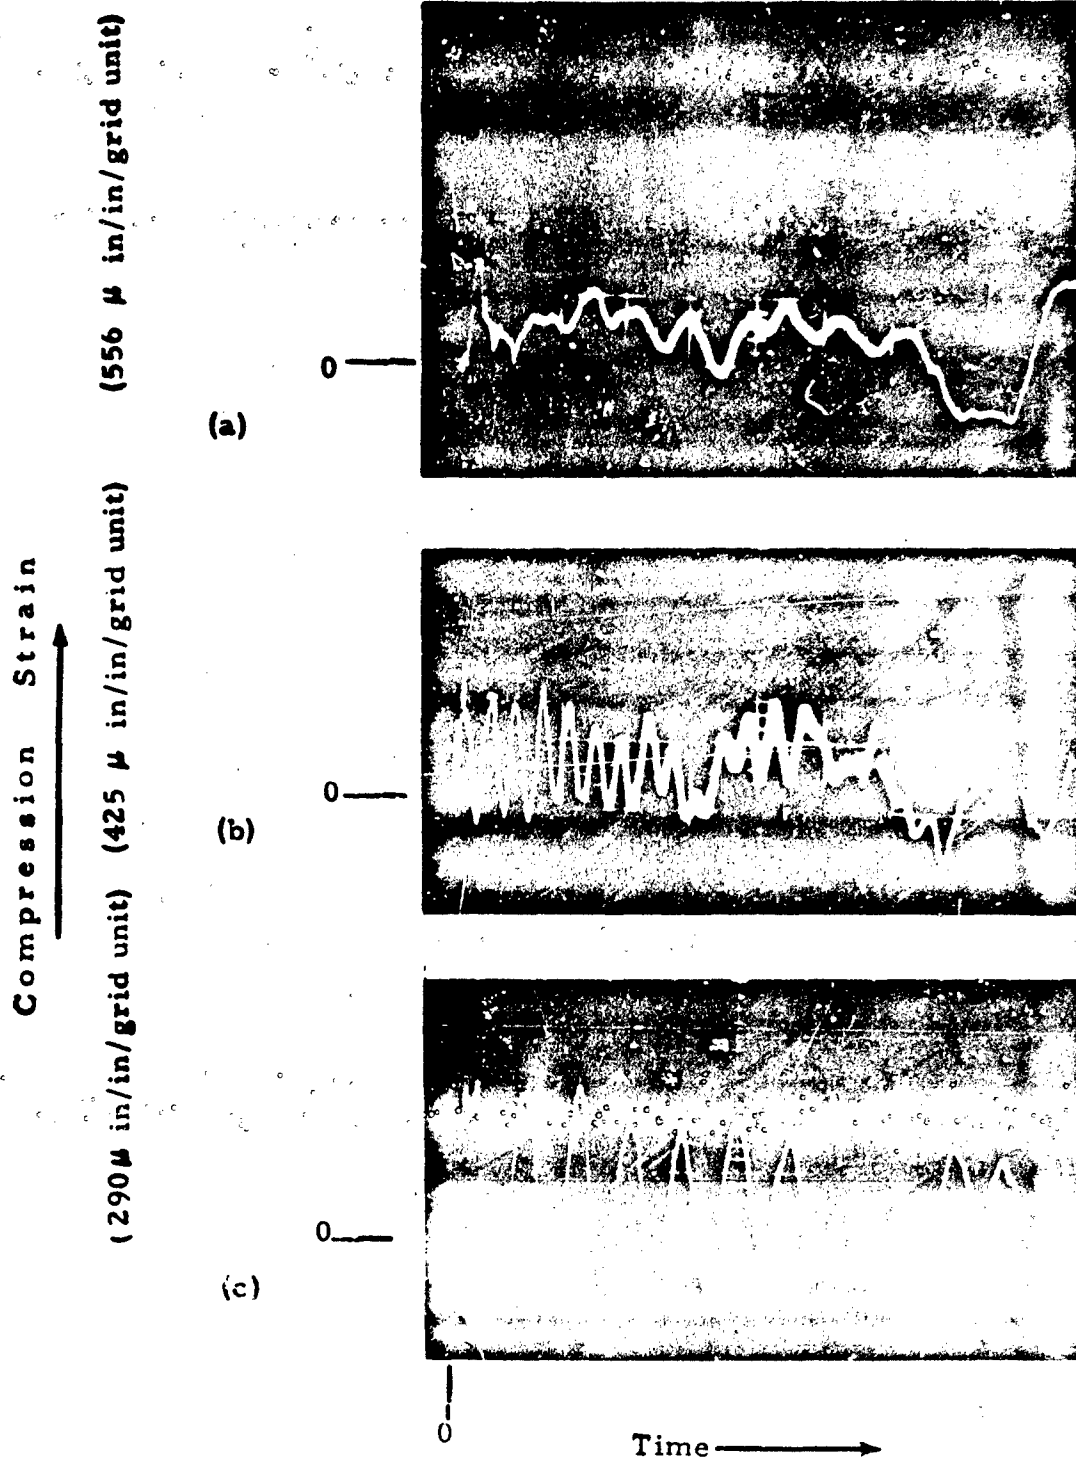 Compression Strain
(556 μ in/in/grid unit)
0
(a)
(425 μ in/in/grid unit)
0
(b)
(290μ in/in/grid unit)
0
(c)
0
Time